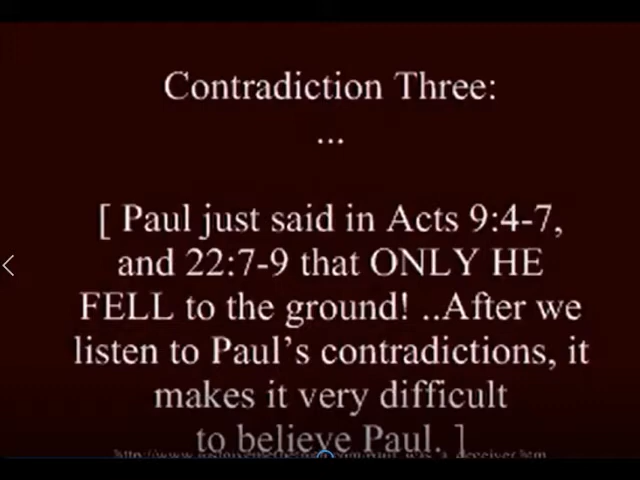 Contradiction Three:
...
[ Paul just said in Acts 9:4-7,
and 22:7-9 that ONLY HE
FELL to the ground! ..After we
listen to Paul’s contradictions, it
makes it very difficult
to believe Paul. ]